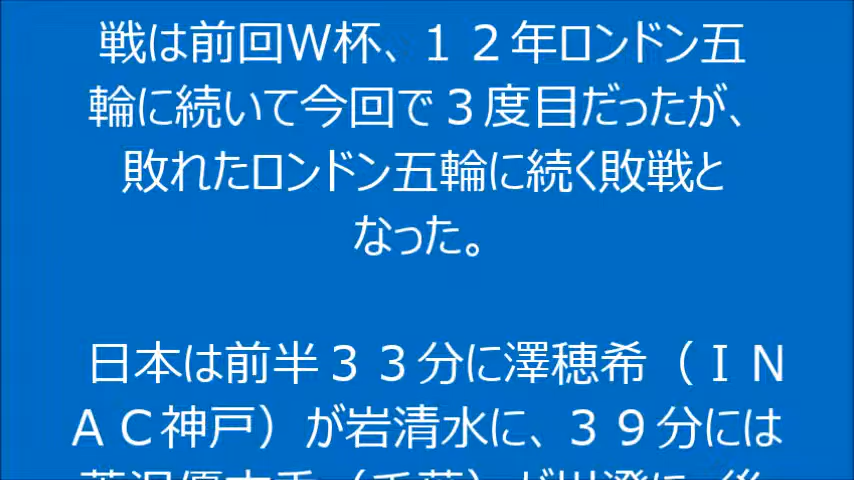 戦は前回Ｗ杯、１２年ロンドン五
輪に続いて今回で３度目だったが、
敗れたロンドン五輪に続く敗戦と
なった。
日本は前半３３分に澤穂希（ＩＮ
ＡＣ神戸）が岩清水に、３９分には